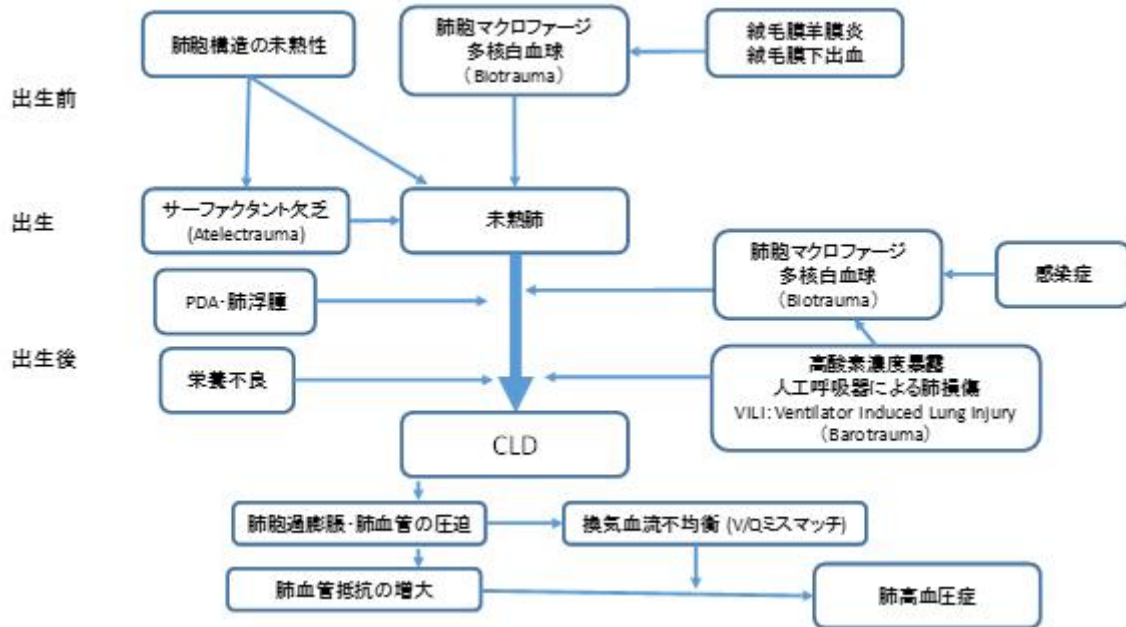 肺胞構造の未熟性
肺胞マクロファージ
多核白血球
(Biotrauma)
絨毛膜羊膜炎
絨毛膜下出血
出生前
出生
サーファクタント欠乏
(Atelectrauma)
未熟肺
肺胞マクロファージ
多核白血球
(Biotrauma)
感染症
PDA・肺浮腫
出生後
栄養不良
高酸素濃度暴露
人工呼吸器による肺損傷
VILI: Ventilator Induced Lung Injury
(Barotrauma)
CLD
肺胞過膨脹・肺血管の圧迫
換気血流不均衡 (V/Qミスマッチ)
肺血管抵抗の増大
肺高血圧症